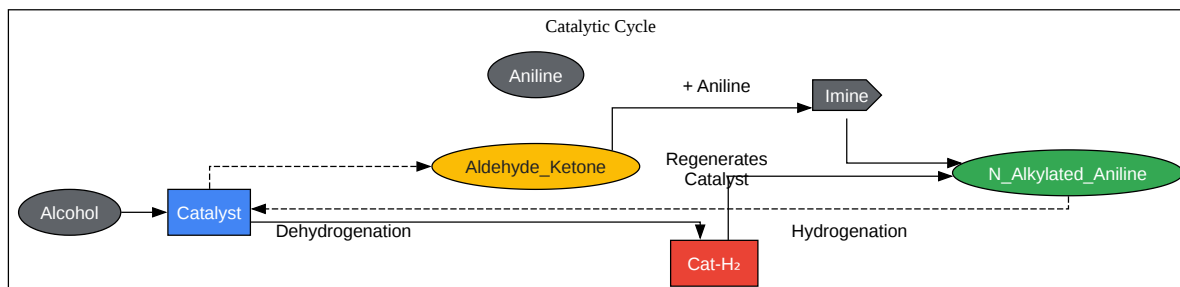 Catalytic Cycle
Aniline
+ Aniline
Imine
Aldehyde_Ketone
Regenerates
Catalyst
N_Alkylated_Aniline
Alcohol
Catalyst
Dehydrogenation
Hydrogenation
Cat-H₂